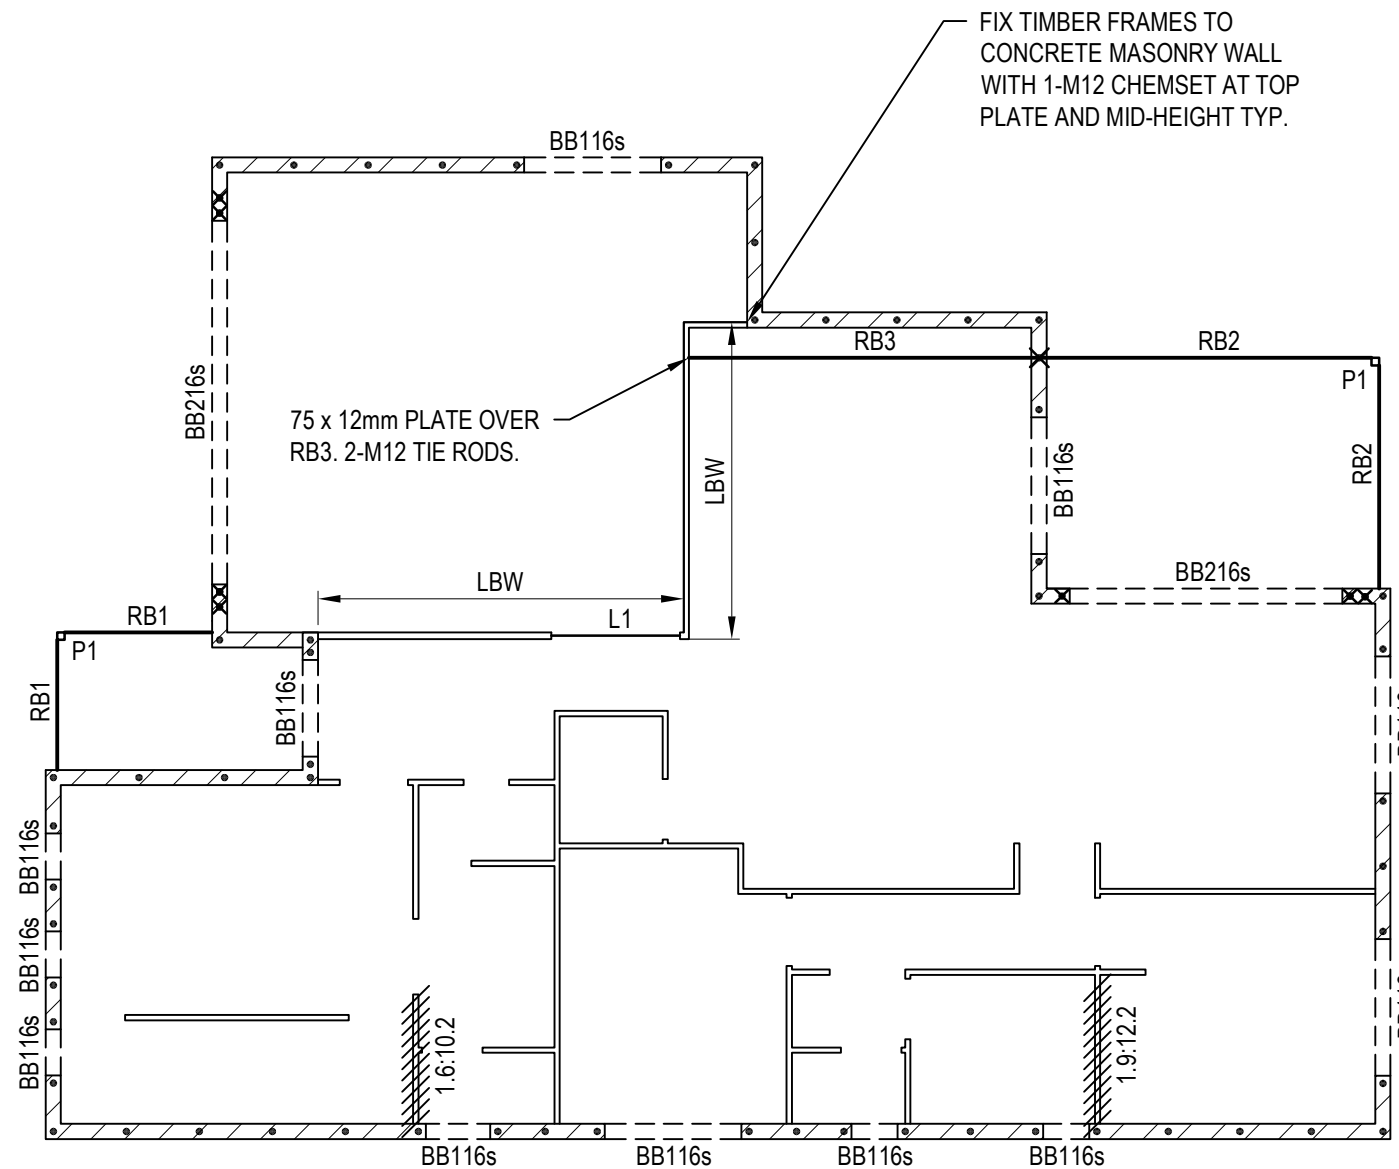 FIX TIMBER FRAMES TO
CONCRETE MASONRY WALL
WITH 1-M12 CHEMSET AT TOP
PLATE AND MID-HEIGHT TYP.
BB116s
RB3
RB2
P1
BB216s
75 x 12mm PLATE OVER
RB3. 2-M12 TIE RODS.
LBW
BB116s
RB2
LBW
BB216s
RB1
L1
P1
RB1
BB116s
BB116s
BB116s
BB116s
1.6:10.2
1.9:12.2
BB116s
BB116s
BB116s
BB116s